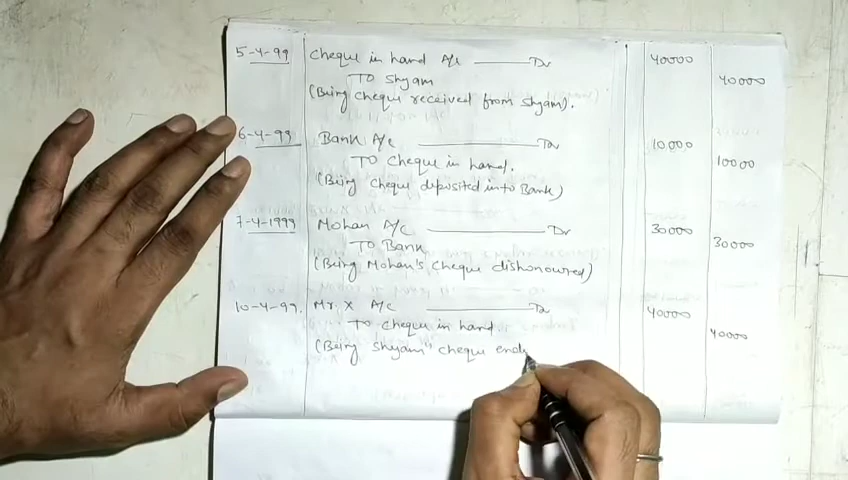 5-4-99 Cheque in hand A/c Dr 40000
To Shyam 40000
(Being cheque received from Shyam).
6-4-99 Bank A/c Dr 10000
To cheque in hand. 10000
(Being cheque deposited into Bank)
7-4-1999 Mohan A/c Dr 30000
To Bank 30000
(Being Mohan's cheque dishonoured)
10-4-99. Mr. X A/c Dr 40000
To cheque in hand 40000
(Being Shyam" cheque endo